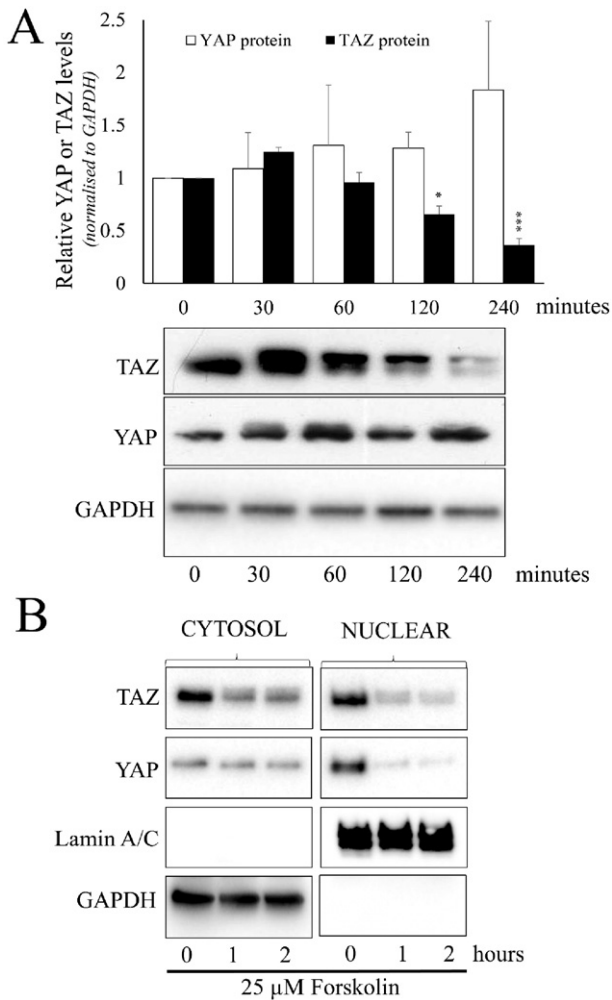 A
Relative YAP or TAZ levels
(normalised to GAPDH)
2.5
2
1.5
1
0.5
0
YAP protein TAZ protein
*
***
0 30 60 120 240 minutes
TAZ
YAP
GAPDH
0 30 60 120 240 minutes
B
CYTOSOL NUCLEAR
TAZ
YAP
Lamin A/C
GAPDH
0 1 2 0 1 2 hours
25 µM Forskolin